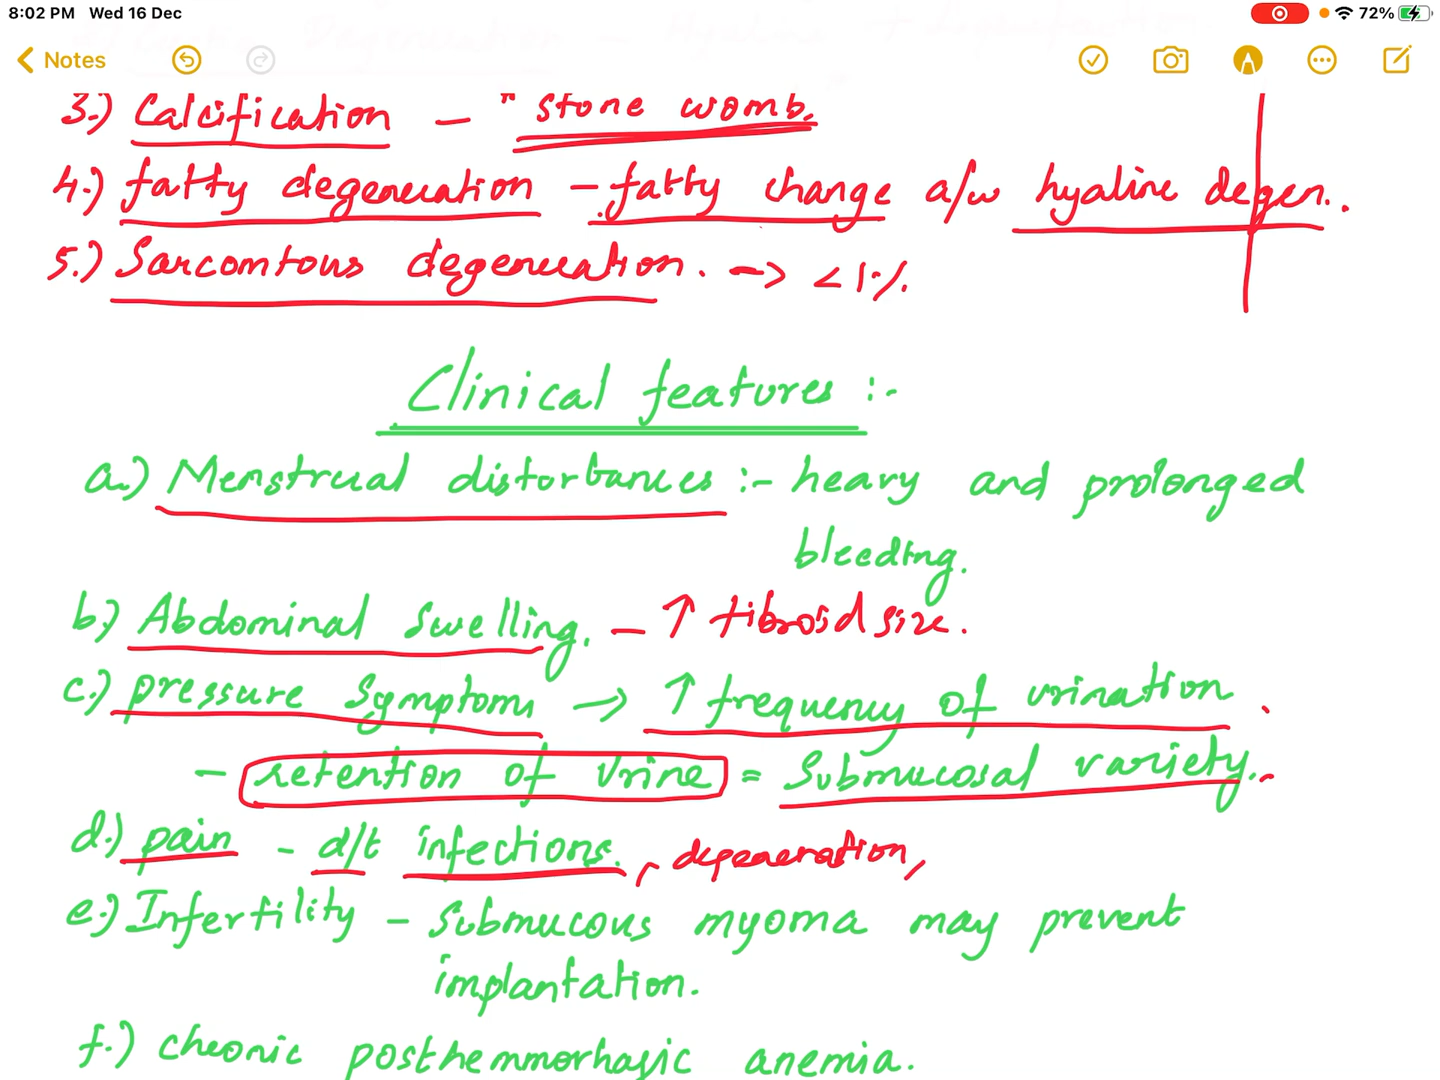 8:02 PM Wed 16 Dec
72%
Notes
3.) Calcification – " stone womb.
4.) fatty degeneration – fatty change a/w hyaline degen..
5.) Sarcomtous degeneration. -> <1%.
Clinical features :-
a.) Menstrual disturbances :- heavy and prolonged
bleeding.
b.) Abdominal swelling. – ↑ fibroid size.
c.) pressure symptoms → ↑ frequency of urination.
– retention of urine = submucosal variety..
d.) pain - d/t infections., degeneration,
e.) Infertility – submucous myoma may prevent
implantation.
f.) chronic posthemmorhagic anemia.